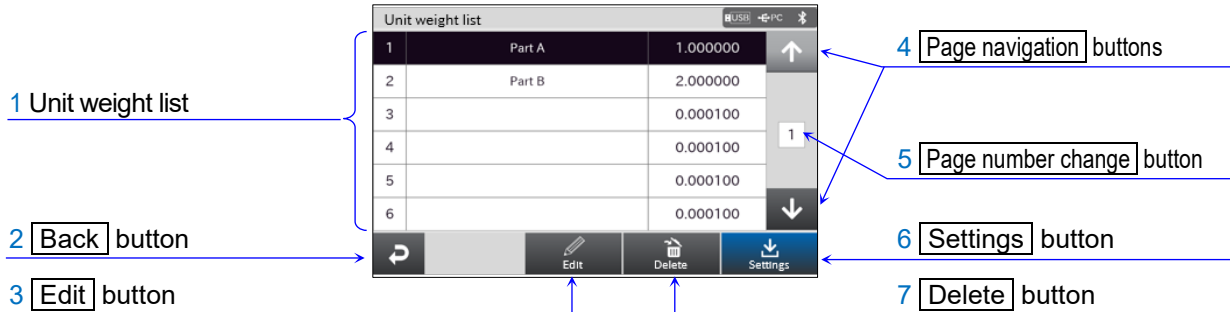 Unit weight list
USB PC
1 Part A 1.000000
2 Part B 2.000000
3 0.000100
4 0.000100
5 0.000100
6 0.000100
1
Edit Delete Settings
1 Unit weight list
2 Back button
3 Edit button
4 Page navigation buttons
5 Page number change button
6 Settings button
7 Delete button